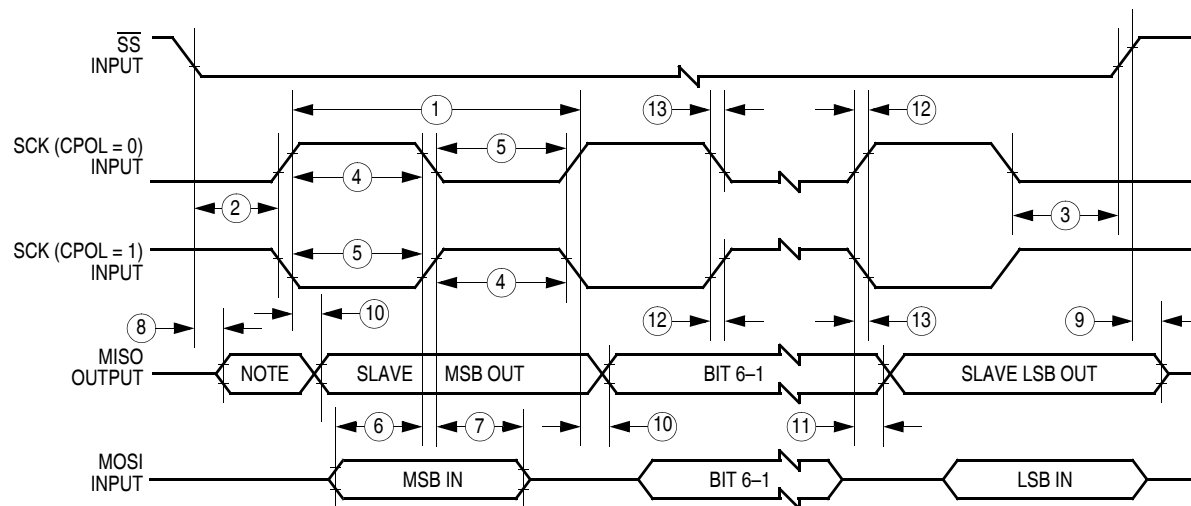 SS
INPUT
1
13
12
SCK (CPOL = 0)
INPUT
5
4
2
3
SCK (CPOL = 1)
INPUT
5
4
8
10
12
13
9
MISO
OUTPUT
NOTE
SLAVE MSB OUT
BIT 6–1
SLAVE LSB OUT
6
7
10
11
MOSI
INPUT
MSB IN
BIT 6–1
LSB IN